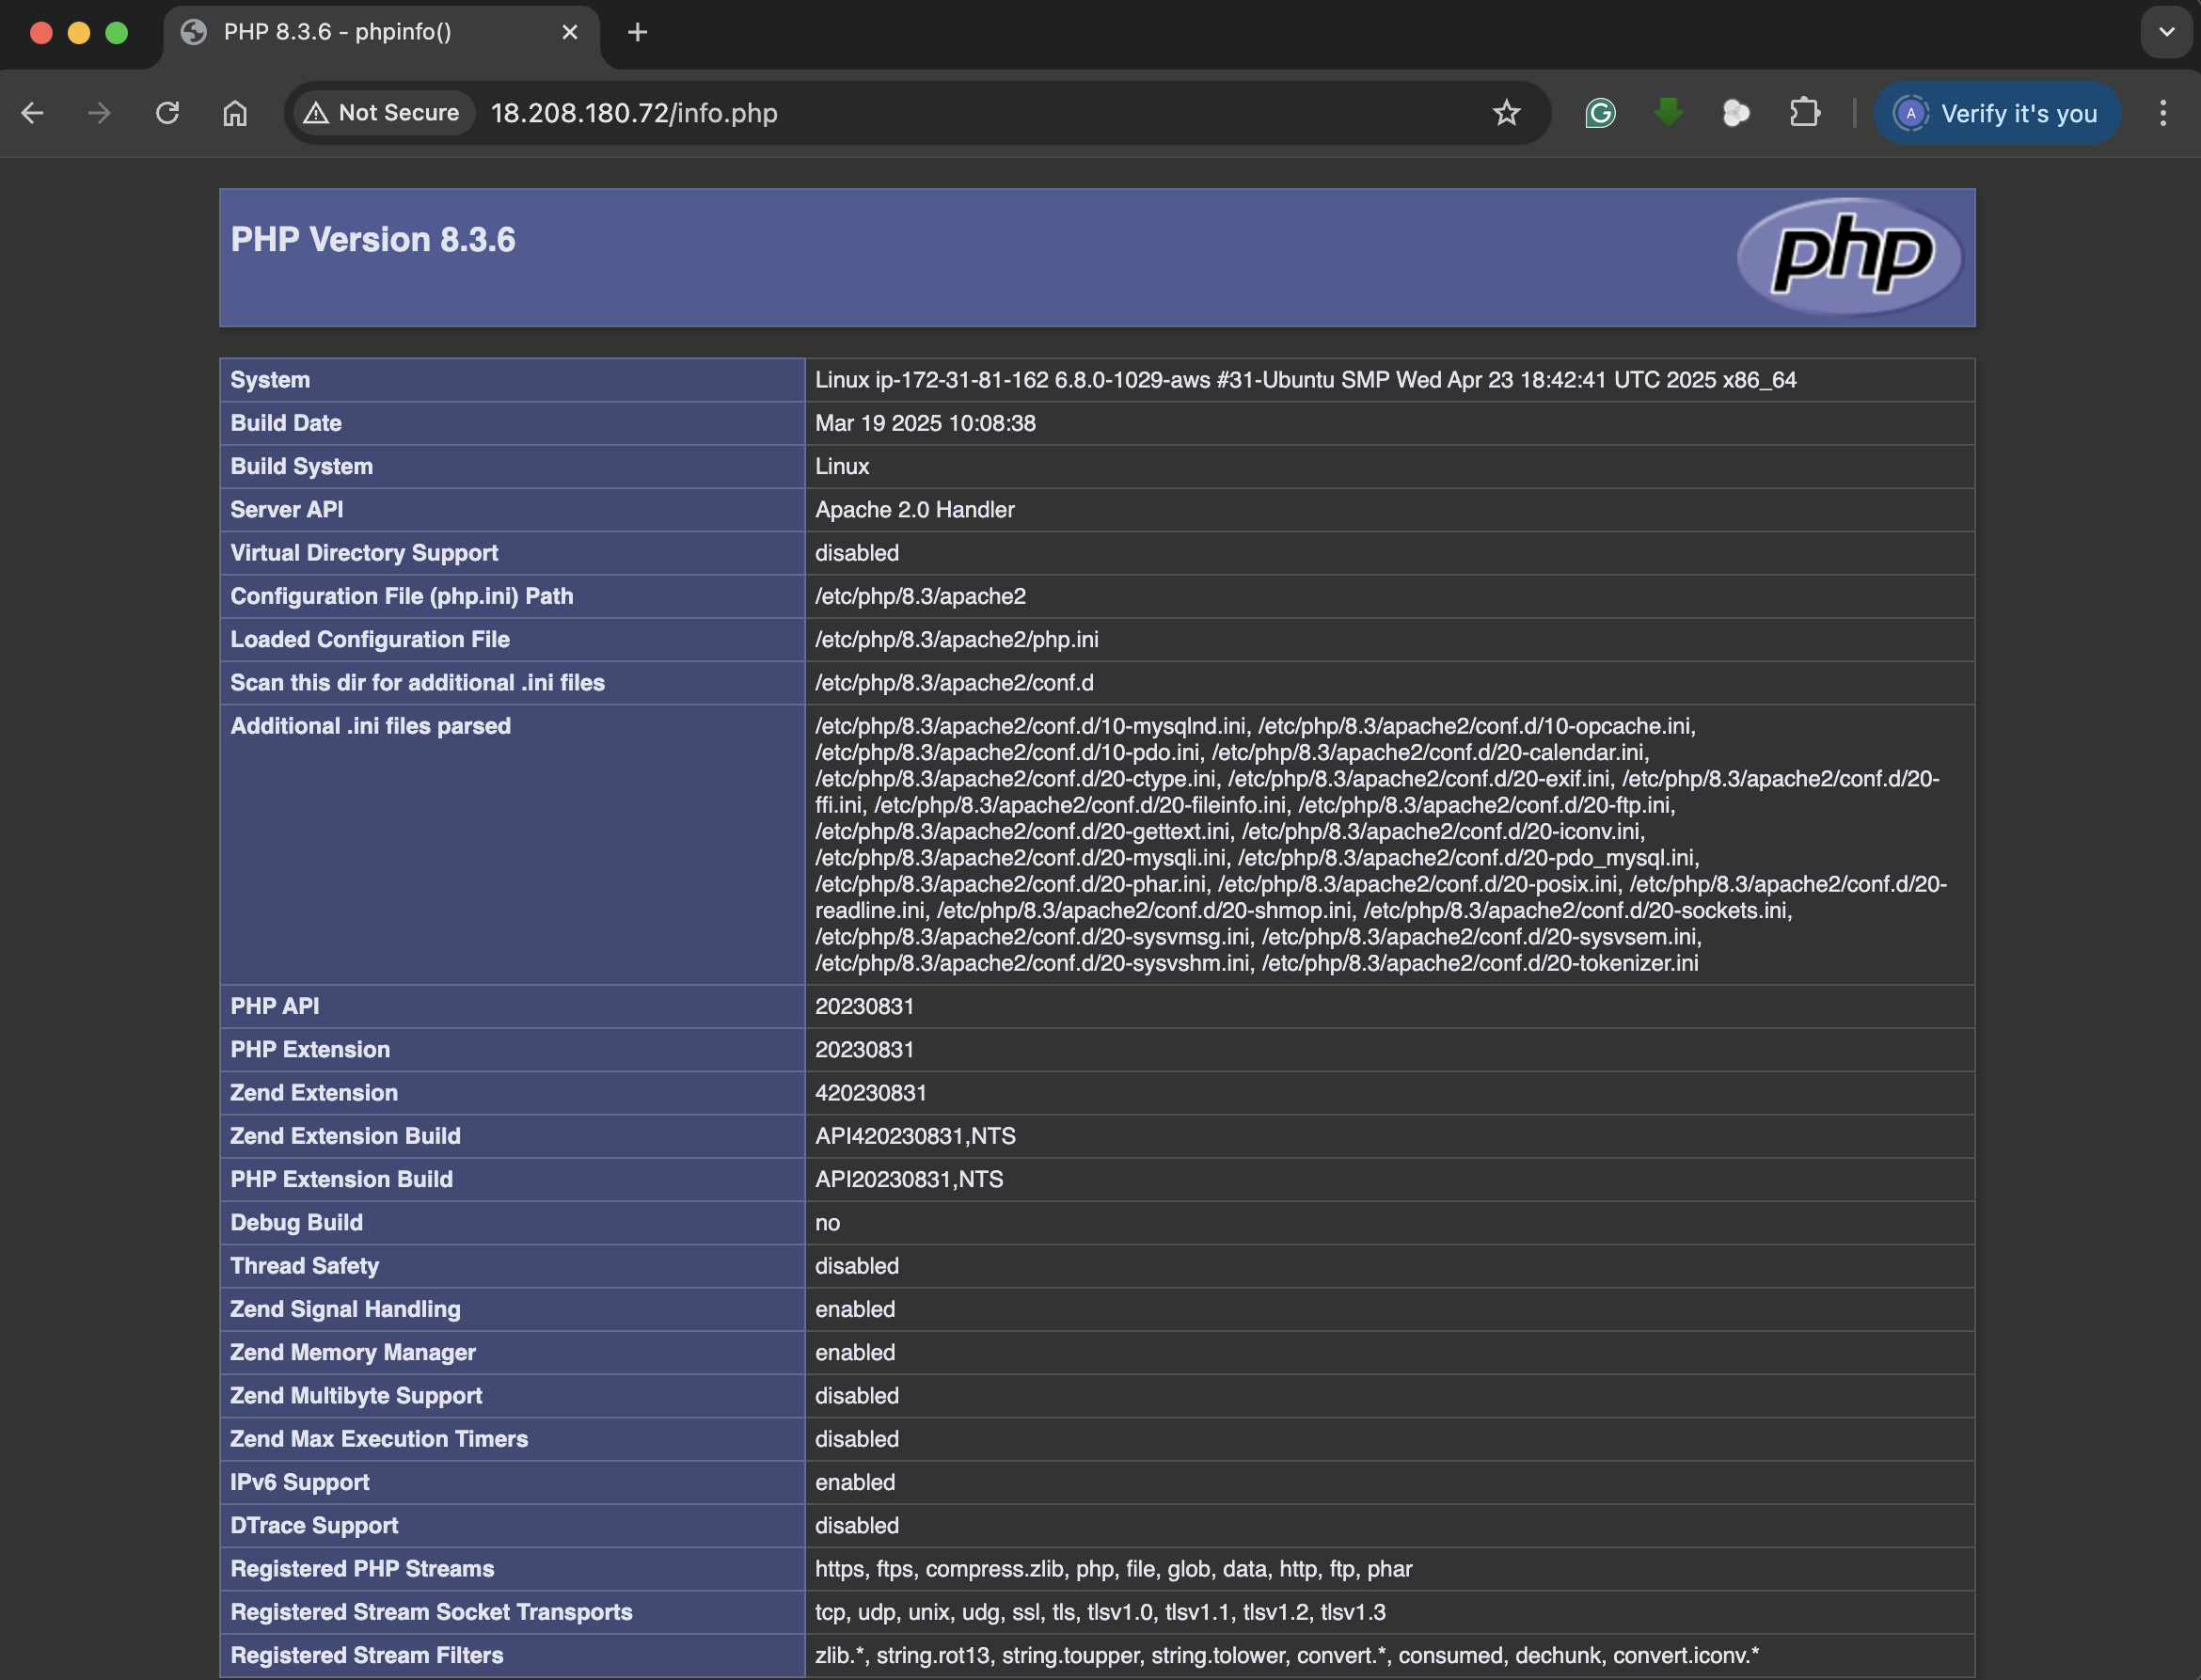 PHP 8.3.6 - phpinfo()
Not Secure
18.208.180.72/info.php
A
Verify it's you
PHP Version 8.3.6
php
System
Linux ip-172-31-81-162 6.8.0-1029-aws #31-Ubuntu SMP Wed Apr 23 18:42:41 UTC 2025 x86_64
Build Date
Mar 19 2025 10:08:38
Build System
Linux
Server API
Apache 2.0 Handler
Virtual Directory Support
disabled
Configuration File (php.ini) Path
/etc/php/8.3/apache2
Loaded Configuration File
/etc/php/8.3/apache2/php.ini
Scan this dir for additional .ini files
/etc/php/8.3/apache2/conf.d
Additional .ini files parsed
/etc/php/8.3/apache2/conf.d/10-mysqlnd.ini, /etc/php/8.3/apache2/conf.d/10-opcache.ini,
/etc/php/8.3/apache2/conf.d/10-pdo.ini, /etc/php/8.3/apache2/conf.d/20-calendar.ini,
/etc/php/8.3/apache2/conf.d/20-ctype.ini, /etc/php/8.3/apache2/conf.d/20-exif.ini, /etc/php/8.3/apache2/conf.d/20-
ffi.ini, /etc/php/8.3/apache2/conf.d/20-fileinfo.ini, /etc/php/8.3/apache2/conf.d/20-ftp.ini,
/etc/php/8.3/apache2/conf.d/20-gettext.ini, /etc/php/8.3/apache2/conf.d/20-iconv.ini,
/etc/php/8.3/apache2/conf.d/20-mysqli.ini, /etc/php/8.3/apache2/conf.d/20-pdo_mysql.ini,
/etc/php/8.3/apache2/conf.d/20-phar.ini, /etc/php/8.3/apache2/conf.d/20-posix.ini, /etc/php/8.3/apache2/conf.d/20-
readline.ini, /etc/php/8.3/apache2/conf.d/20-shmop.ini, /etc/php/8.3/apache2/conf.d/20-sockets.ini,
/etc/php/8.3/apache2/conf.d/20-sysvmsg.ini, /etc/php/8.3/apache2/conf.d/20-sysvsem.ini,
/etc/php/8.3/apache2/conf.d/20-sysvshm.ini, /etc/php/8.3/apache2/conf.d/20-tokenizer.ini
PHP API
20230831
PHP Extension
20230831
Zend Extension
420230831
Zend Extension Build
API420230831,NTS
PHP Extension Build
API20230831,NTS
Debug Build
no
Thread Safety
disabled
Zend Signal Handling
enabled
Zend Memory Manager
enabled
Zend Multibyte Support
disabled
Zend Max Execution Timers
disabled
IPv6 Support
enabled
DTrace Support
disabled
Registered PHP Streams
https, ftps, compress.zlib, php, file, glob, data, http, ftp, phar
Registered Stream Socket Transports
tcp, udp, unix, udg, ssl, tls, tlsv1.0, tlsv1.1, tlsv1.2, tlsv1.3
Registered Stream Filters
zlib.*, string.rot13, string.toupper, string.tolower, convert.*, consumed, dechunk, convert.iconv.*